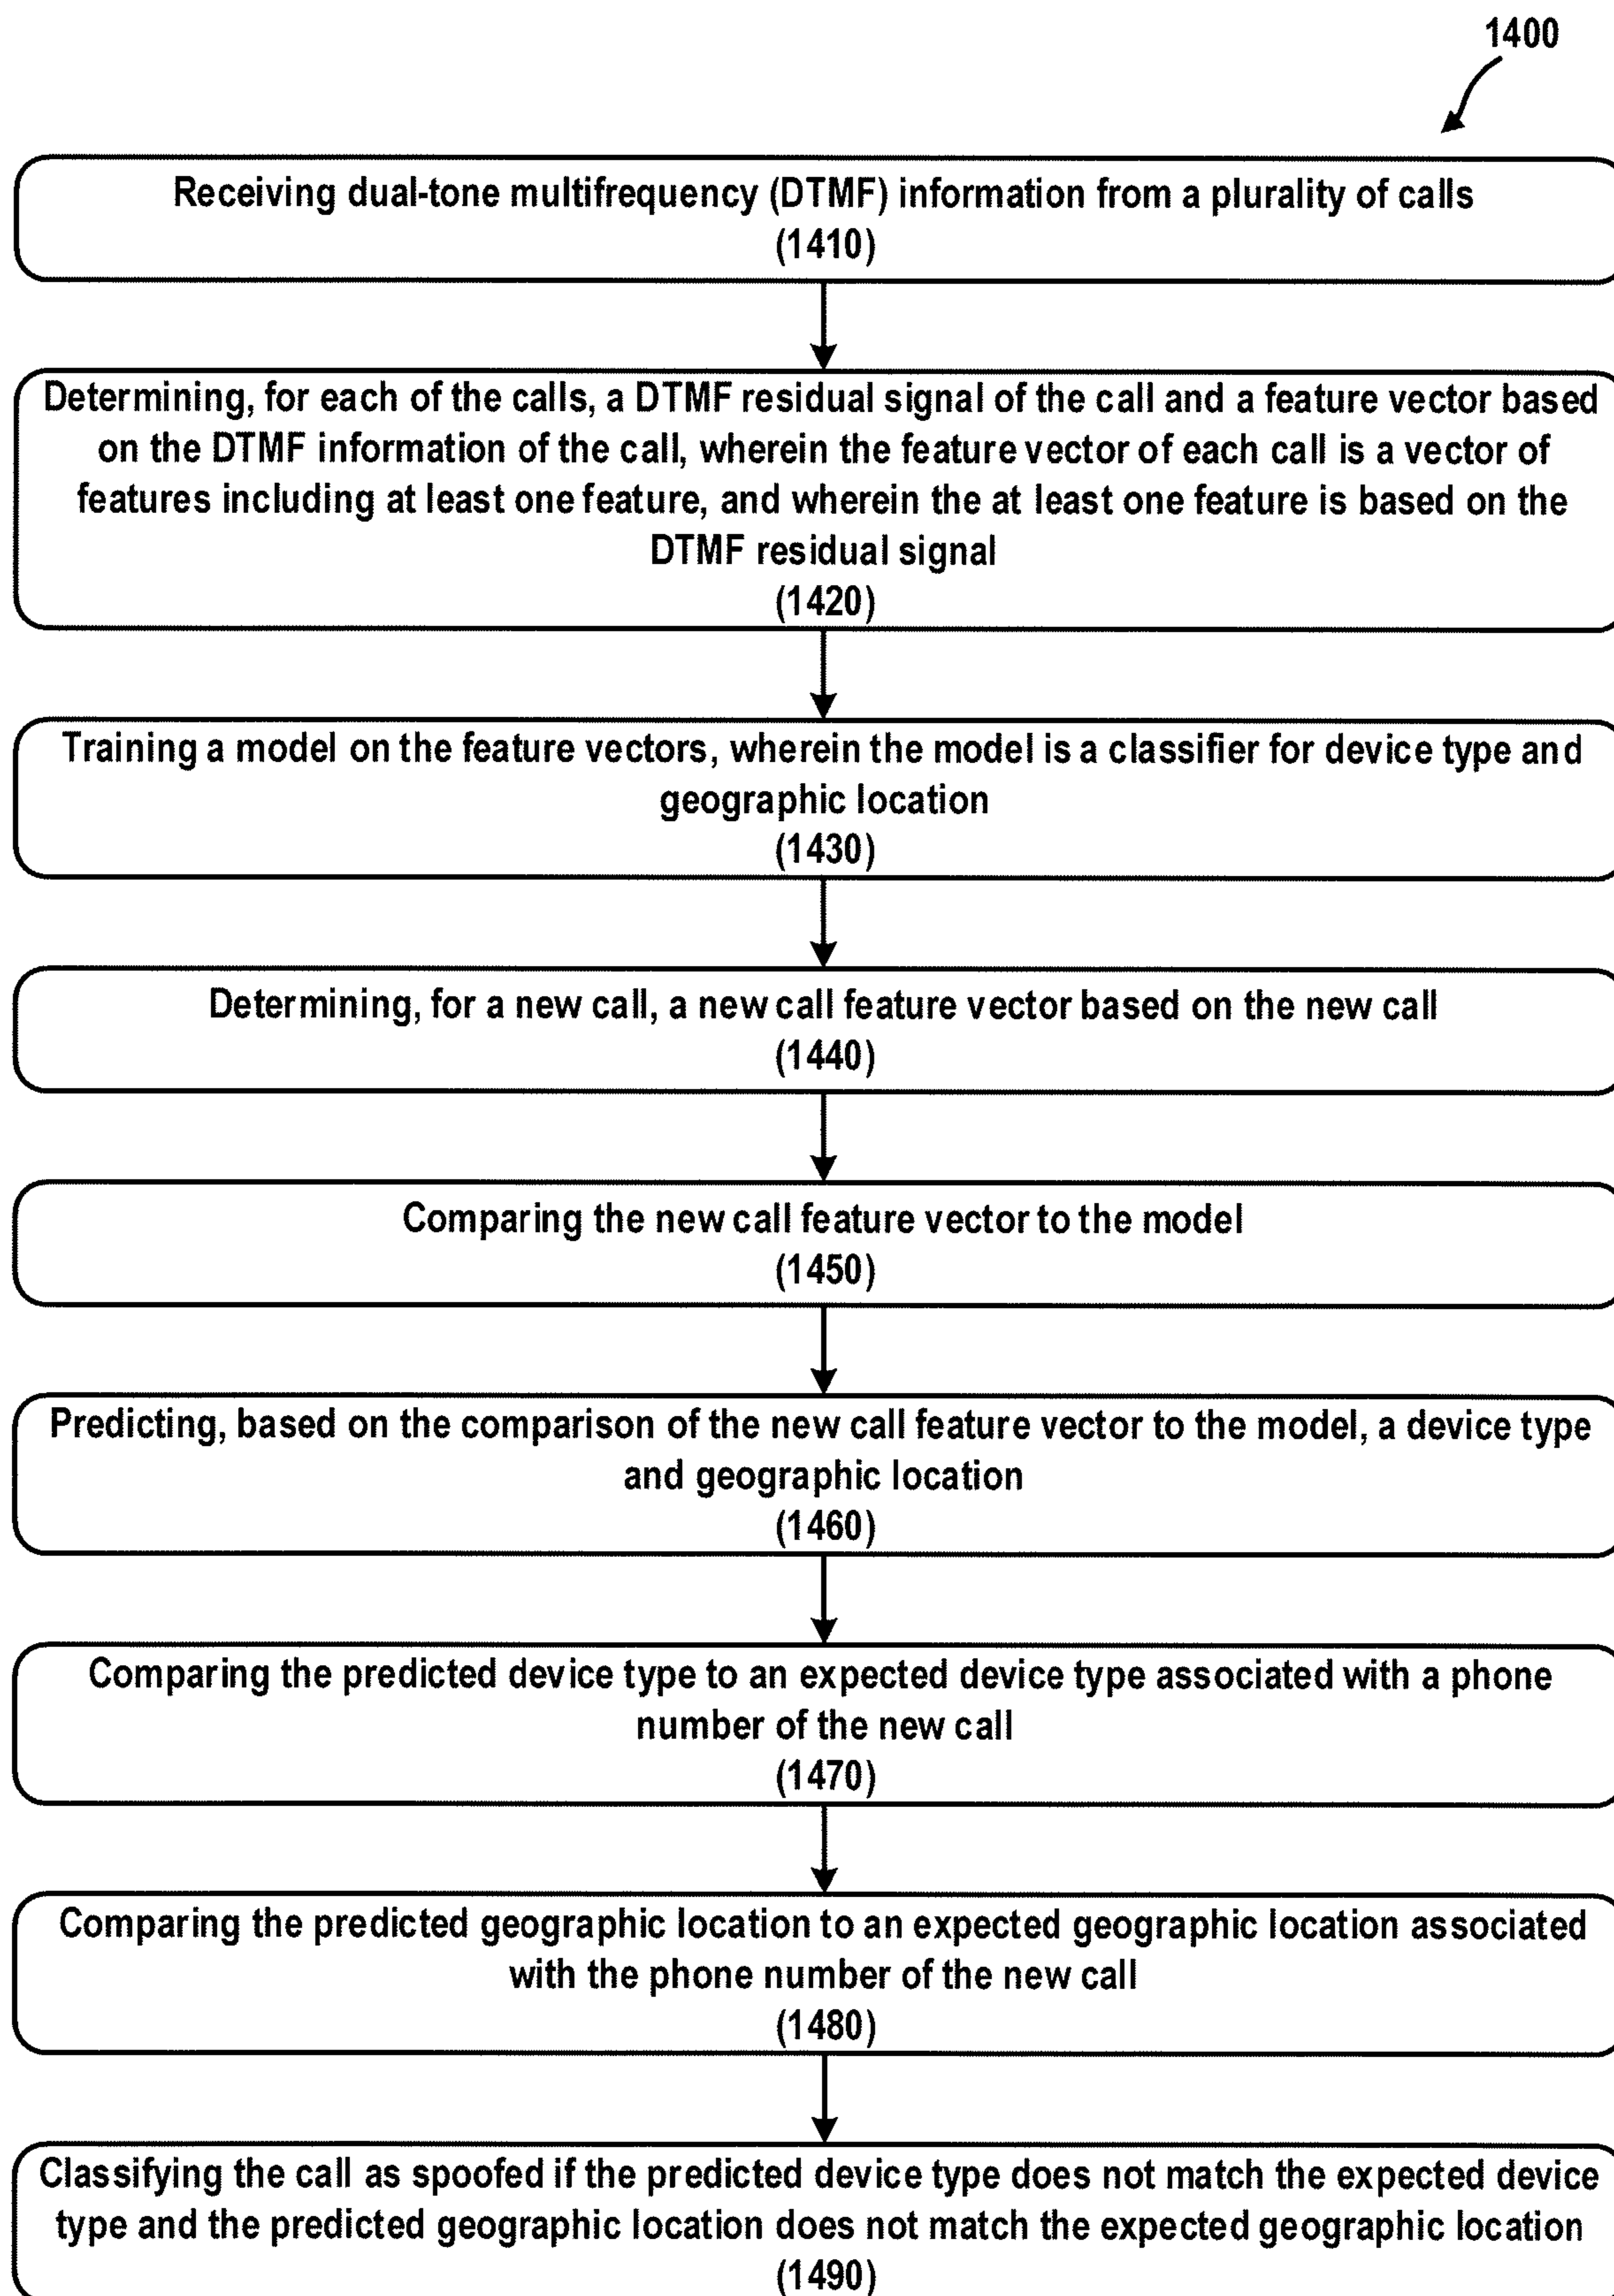 1400
Receiving dual-tone multifrequency (DTMF) information from a plurality of calls
(1410)
Determining, for each of the calls, a DTMF residual signal of the call and a feature vector based
on the DTMF information of the call, wherein the feature vector of each call is a vector of
features including at least one feature, and wherein the at least one feature is based on the
DTMF residual signal
(1420)
Training a model on the feature vectors, wherein the model is a classifier for device type and
geographic location
(1430)
Determining, for a new call, a new call feature vector based on the new call
(1440)
Comparing the new call feature vector to the model
(1450)
Predicting, based on the comparison of the new call feature vector to the model, a device type
and geographic location
(1460)
Comparing the predicted device type to an expected device type associated with a phone
number of the new call
(1470)
Comparing the predicted geographic location to an expected geographic location associated
with the phone number of the new call
(1480)
Classifying the call as spoofed if the predicted device type does not match the expected device
type and the predicted geographic location does not match the expected geographic location
(1490)